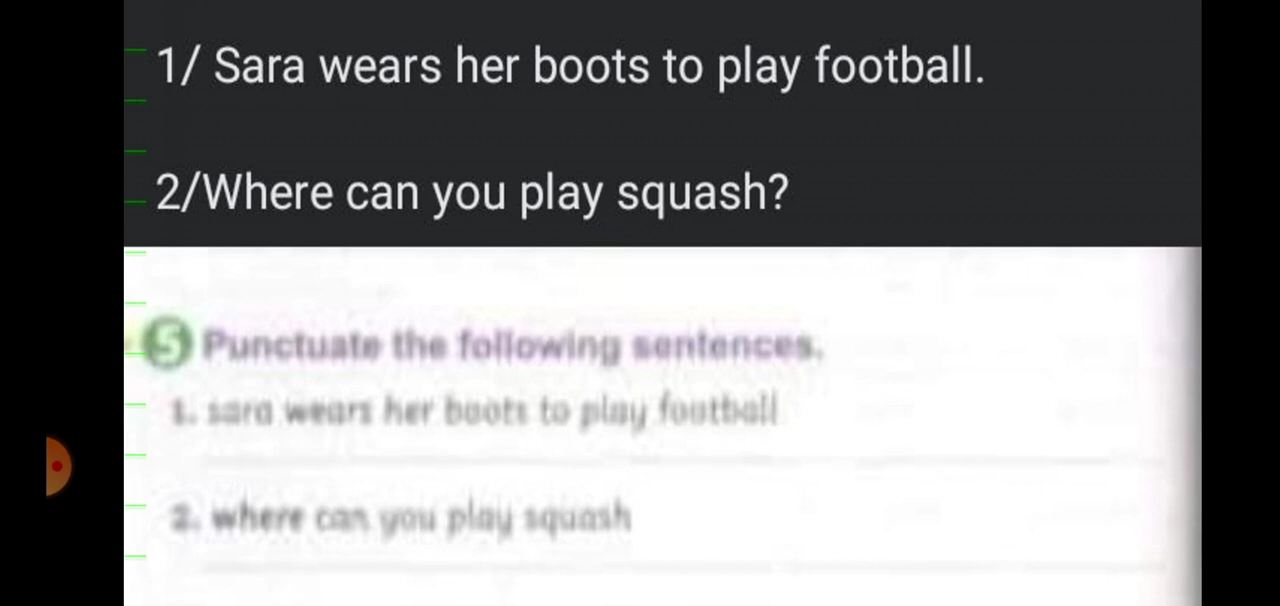 1/ Sara wears her boots to play football.
2/Where can you play squash?
5 Punctuate the following sentences.
1. sara wears her boots to play football
2. where can you play squash